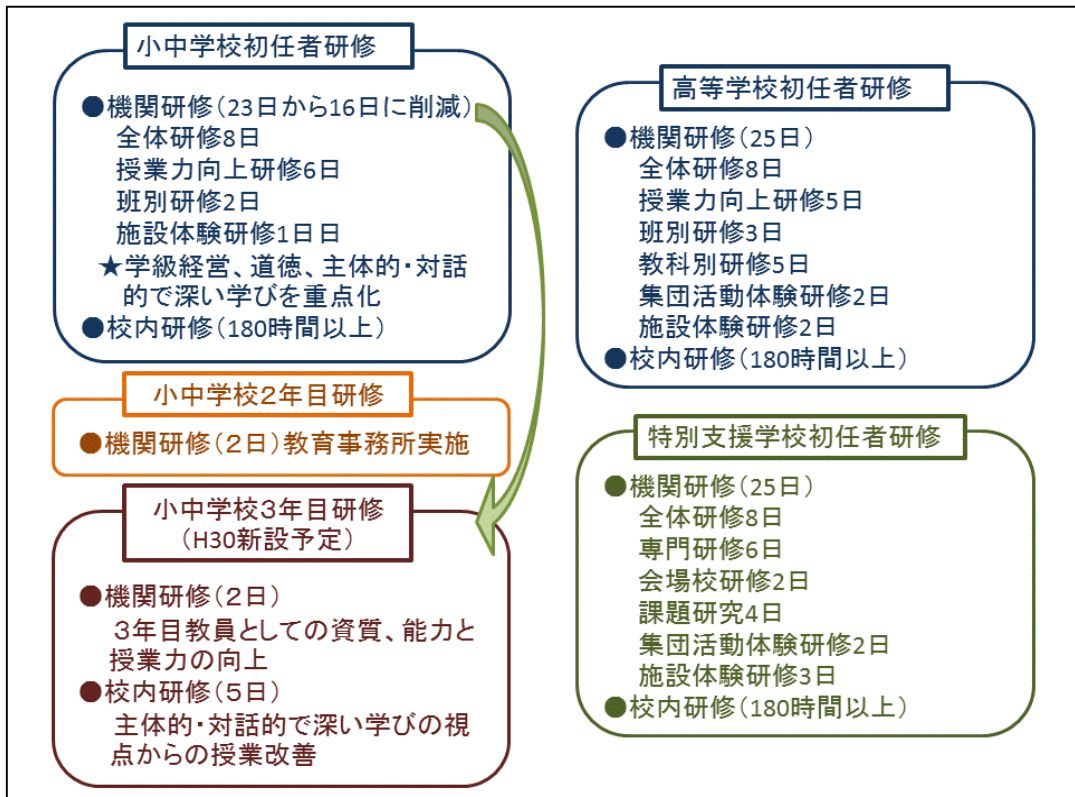 小中学校初任者研修
●機関研修(23日から16日に削減)
全体研修8日
授業力向上研修6日
班別研修2日
施設体験研修1日日
★学級経営、道徳、主体的・対話
的で深い学びを重点化
●校内研修(180時間以上)
小中学校2年目研修
●機関研修(2日)教育事務所実施
小中学校3年目研修
(H30新設予定)
●機関研修(2日)
3年目教員としての資質、能力と
授業力の向上
●校内研修(5日)
主体的・対話的で深い学びの視
点からの授業改善
高等学校初任者研修
●機関研修(25日)
全体研修8日
授業力向上研修5日
班別研修3日
教科別研修5日
集団活動体験研修2日
施設体験研修2日
●校内研修(180時間以上)
特別支援学校初任者研修
●機関研修(25日)
全体研修8日
専門研修6日
会場校研修2日
課題研究4日
集団活動体験研修2日
施設体験研修3日
●校内研修(180時間以上)